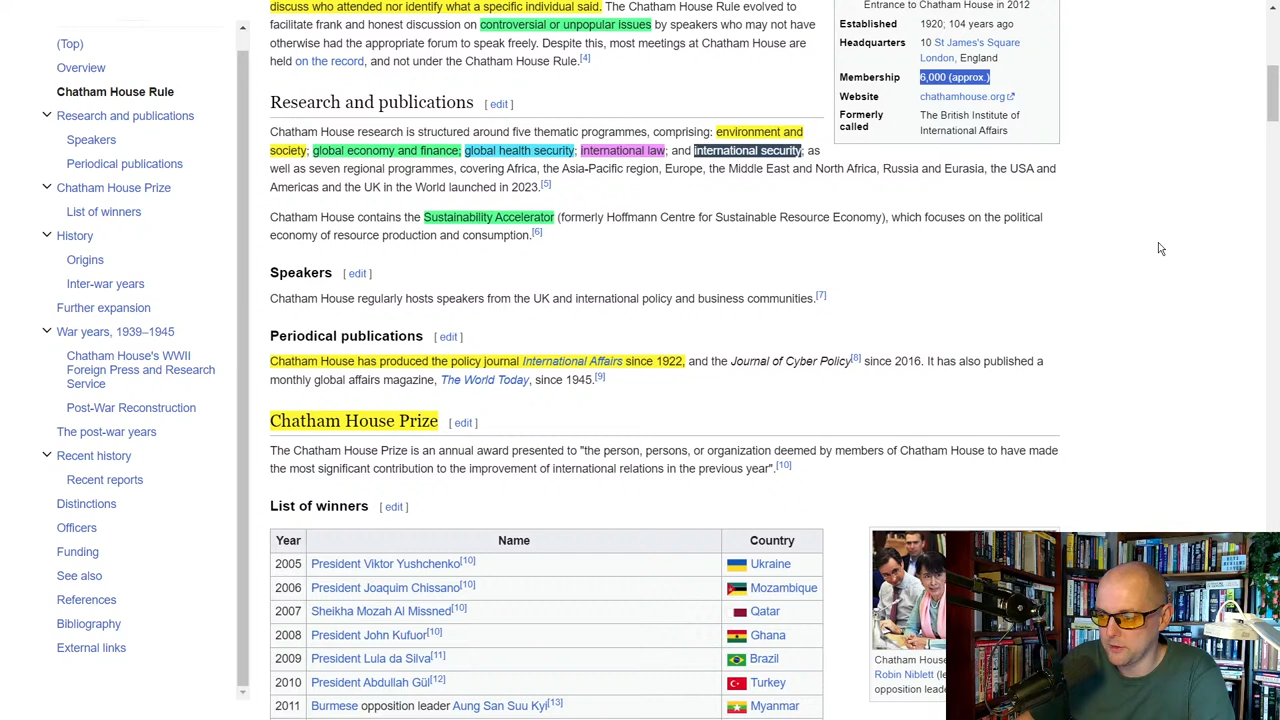 (Top)
Overview
Chatham House Rule
Research and publications
Speakers
Periodical publications
Chatham House Prize
List of winners
History
Origins
Inter-war years
Further expansion
War years, 1939–1945
Chatham House's WWII
Foreign Press and Research
Service
Post-War Reconstruction
The post-war years
Recent history
Recent reports
Distinctions
Officers
Funding
See also
References
Bibliography
External links
discuss who attended nor identify what a specific individual said. The Chatham House Rule evolved to
facilitate frank and honest discussion on controversial or unpopular issues by speakers who may not have
otherwise had the appropriate forum to speak freely. Despite this, most meetings at Chatham House are
held on the record, and not under the Chatham House Rule.[4]
Research and publications [ edit ]
Chatham House research is structured around five thematic programmes, comprising: environment and
society; global economy and finance; global health security; international law; and international security; as
well as seven regional programmes, covering Africa, the Asia-Pacific region, Europe, the Middle East and North Africa, Russia and Eurasia, the USA and
Americas and the UK in the World launched in 2023.[5]
Chatham House contains the Sustainability Accelerator (formerly Hoffmann Centre for Sustainable Resource Economy), which focuses on the political
economy of resource production and consumption.[6]
Speakers [ edit ]
Chatham House regularly hosts speakers from the UK and international policy and business communities.[7]
Periodical publications [ edit ]
Chatham House has produced the policy journal International Affairs since 1922, and the Journal of Cyber Policy[8] since 2016. It has also published a
monthly global affairs magazine, The World Today, since 1945.[9]
Chatham House Prize [ edit ]
The Chatham House Prize is an annual award presented to "the person, persons, or organization deemed by members of Chatham House to have made
the most significant contribution to the improvement of international relations in the previous year".[10]
List of winners [ edit ]
Year Name Country
2005 President Viktor Yushchenko[10] Ukraine
2006 President Joaquim Chissano[10] Mozambique
2007 Sheikha Mozah Al Missned[10] Qatar
2008 President John Kufuor[10] Ghana
2009 President Lula da Silva[11] Brazil
2010 President Abdullah Gül[12] Turkey
2011 Burmese opposition leader Aung San Suu Kyi[13] Myanmar
Entrance to Chatham House in 2012
Established 1920; 104 years ago
Headquarters 10 St James's Square
London, England
Membership 6,000 (approx.)
Website chathamhouse.org
Formerly called The British Institute of
International Affairs
Chatham House
Robin Niblett (le
opposition leade